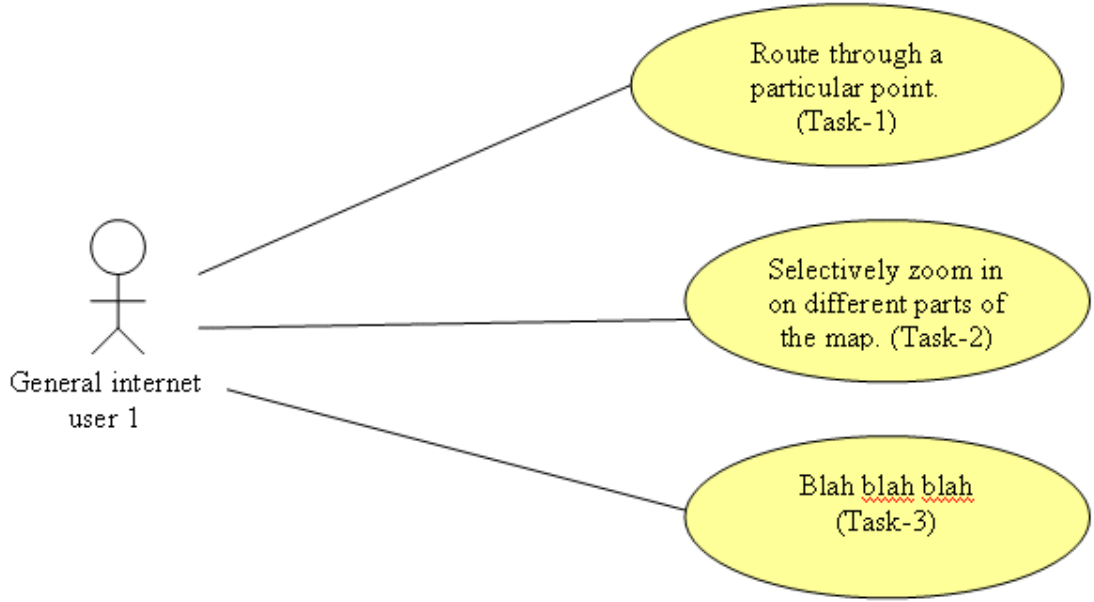 Route through a
particular point.
(Task-1)
Selectively zoom in
on different parts of
the map. (Task-2)
General internet
user 1
Blah blah blah
(Task-3)